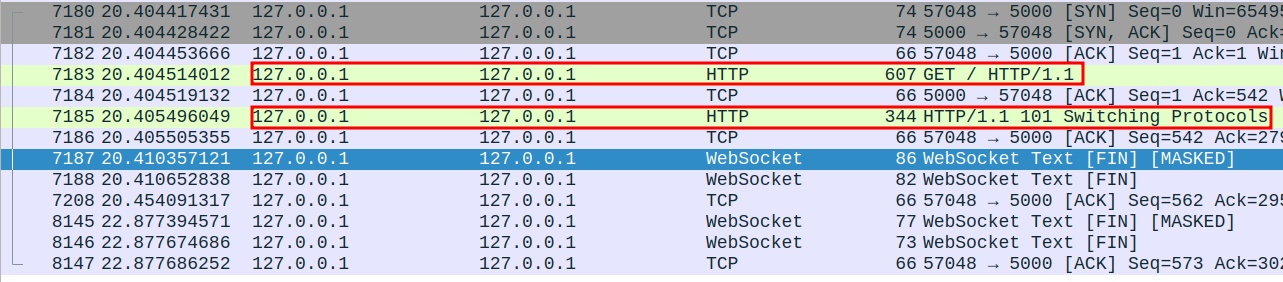 7180 20.404417431 127.0.0.1 127.0.0.1 TCP 74 57048 → 5000 [SYN] Seq=0 Win=65495
7181 20.404428422 127.0.0.1 127.0.0.1 TCP 74 5000 → 57048 [SYN, ACK] Seq=0 Ack=
7182 20.404453666 127.0.0.1 127.0.0.1 TCP 66 57048 → 5000 [ACK] Seq=1 Ack=1 Win
7183 20.404514012 127.0.0.1 127.0.0.1 HTTP 607 GET / HTTP/1.1
7184 20.404519132 127.0.0.1 127.0.0.1 TCP 66 5000 → 57048 [ACK] Seq=1 Ack=542 W
7185 20.405496049 127.0.0.1 127.0.0.1 HTTP 344 HTTP/1.1 101 Switching Protocols
7186 20.405505355 127.0.0.1 127.0.0.1 TCP 66 57048 → 5000 [ACK] Seq=542 Ack=279
7187 20.410357121 127.0.0.1 127.0.0.1 WebSocket 86 WebSocket Text [FIN] [MASKED]
7188 20.410652838 127.0.0.1 127.0.0.1 WebSocket 82 WebSocket Text [FIN]
7208 20.454091317 127.0.0.1 127.0.0.1 TCP 66 57048 → 5000 [ACK] Seq=562 Ack=295
8145 22.877394571 127.0.0.1 127.0.0.1 WebSocket 77 WebSocket Text [FIN] [MASKED]
8146 22.877674686 127.0.0.1 127.0.0.1 WebSocket 73 WebSocket Text [FIN]
8147 22.877686252 127.0.0.1 127.0.0.1 TCP 66 57048 → 5000 [ACK] Seq=573 Ack=302